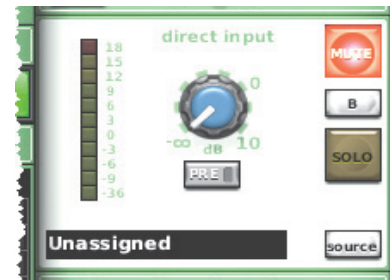 direct input
18
15
12
9
6
3
0
-3
-6
-9
-36
0
-∞ dB 10
PRE
MUTE
B
SOLO
Unassigned
source